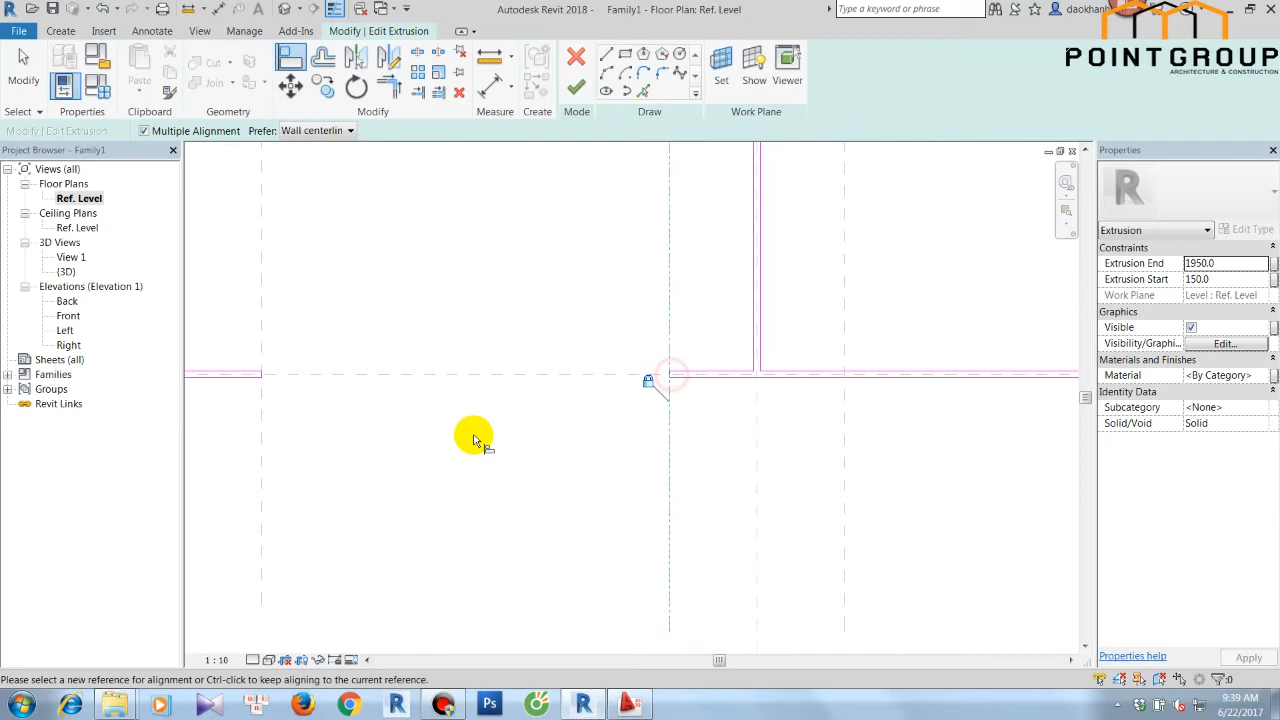 Autodesk Revit 2018 - Family1 - Floor Plan: Ref. Level
Type a keyword or phrase
daokhanh
File Create Insert Annotate View Manage Add-Ins Modify | Edit Extrusion
POINTGROUP
ARCHITECTURE & CONSTRUCTION
Modify
Paste
Cut
Join
Set Show Viewer
Select Properties Clipboard Geometry Modify Measure Create Mode Draw Work Plane
Modify | Edit Extrusion Multiple Alignment Prefer: Wall centerlin
Project Browser - Family1
Views (all)
Floor Plans
Ref. Level
Ceiling Plans
Ref. Level
3D Views
View 1
{3D}
Elevations (Elevation 1)
Back
Front
Left
Right
Sheets (all)
Families
Groups
Revit Links
Properties
R
Extrusion Edit Type
Constraints
Extrusion End 1950.0
Extrusion Start 150.0
Work Plane Level : Ref. Level
Graphics
Visible
Visibility/Graphi... Edit...
Materials and Finishes
Material <By Category>
Identity Data
Subcategory <None>
Solid/Void Solid
Properties help Apply
1 : 10
Please select a new reference for alignment or Ctrl-click to keep aligning to the current reference.
:0
Ps
9:39 AM
6/22/2017